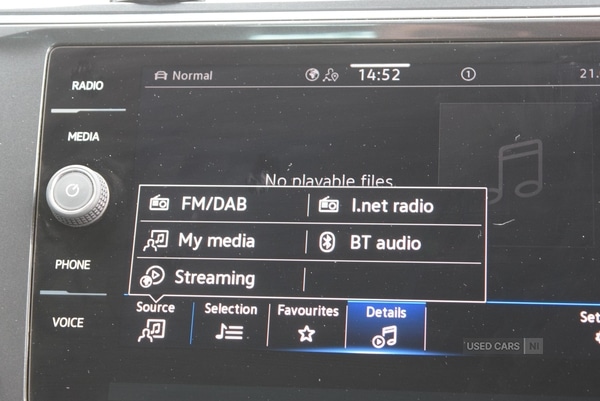 RADIO
MEDIA
PHONE
VOICE
Normal
14:52
1
21.
No playable files.
FM/DAB
I.net radio
My media
BT audio
Streaming
Source
Selection
Favourites
Details
Set
USED CARS NI